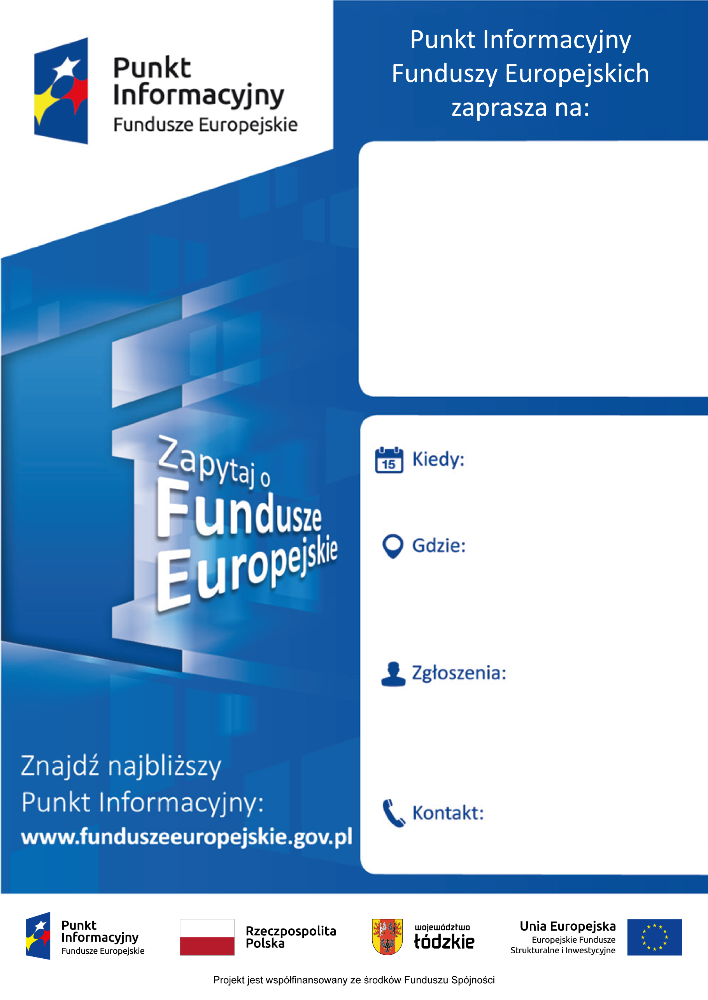 Punkt
Informacyjny
Fundusze Europejskie
Punkt Informacyjny
Funduszy Europejskich
zaprasza na:
Zapytaj o
Fundusze
Europejskie
15
Kiedy:
Gdzie:
Zgłoszenia:
Kontakt:
Znajdź najbliższy
Punkt Informacyjny:
www.funduszeeuropejskie.gov.pl
Punkt
Informacyjny
Fundusze Europejskie
Rzeczpospolita
Polska
województwo
łódzkie
Unia Europejska
Europejskie Fundusze
Strukturalne i Inwestycyjne
Projekt jest współfinansowany ze środków Funduszu Spójności